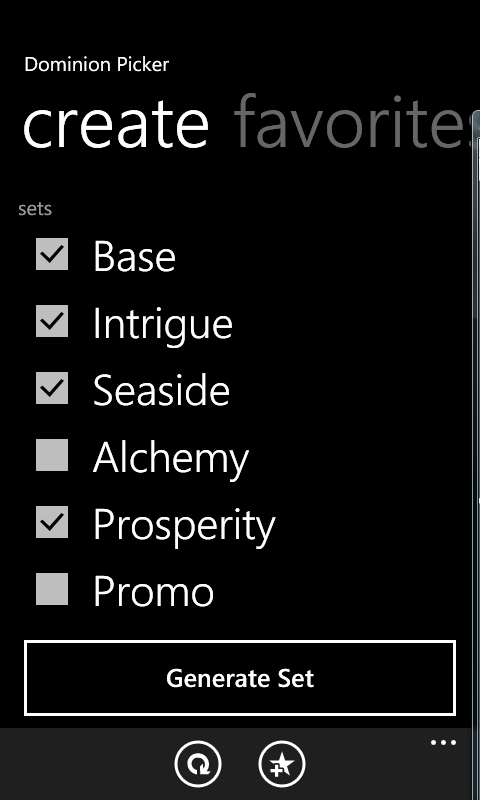 Dominion Picker
create favorites
sets
Base
Intrigue
Seaside
Alchemy
Prosperity
Promo
Generate Set